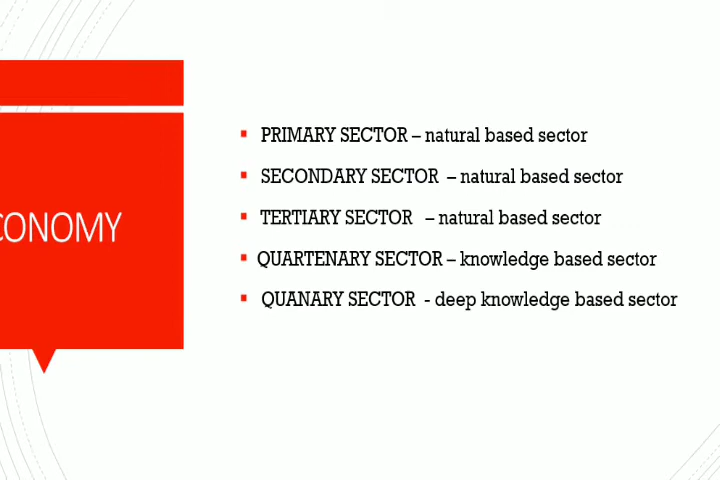 CONOMY
PRIMARY SECTOR – natural based sector
SECONDARY SECTOR – natural based sector
TERTIARY SECTOR – natural based sector
QUARTENARY SECTOR – knowledge based sector
QUANARY SECTOR - deep knowledge based sector